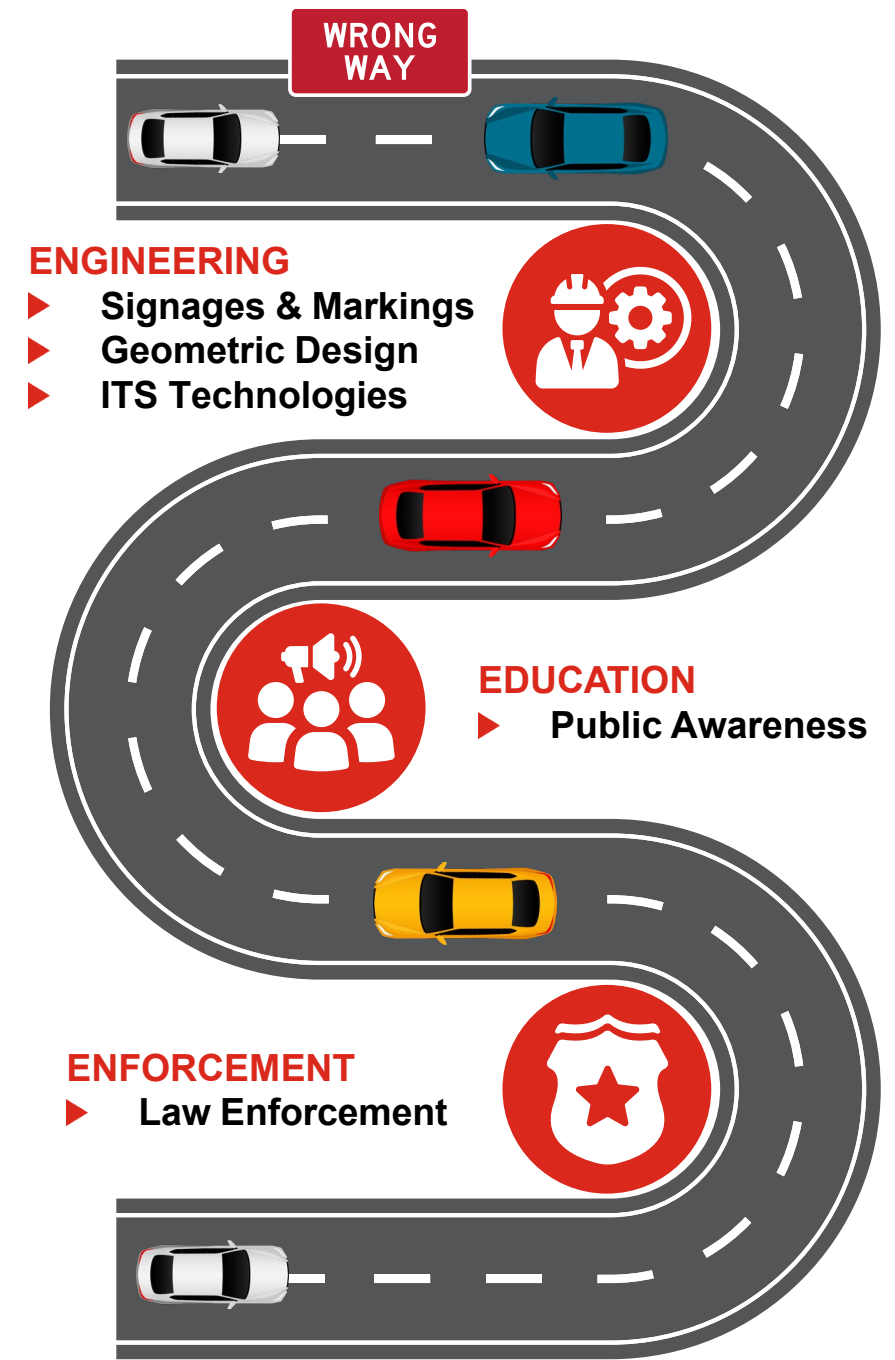 WRONG
WAY
ENGINEERING
Signages & Markings
Geometric Design
ITS Technologies
EDUCATION
Public Awareness
ENFORCEMENT
Law Enforcement